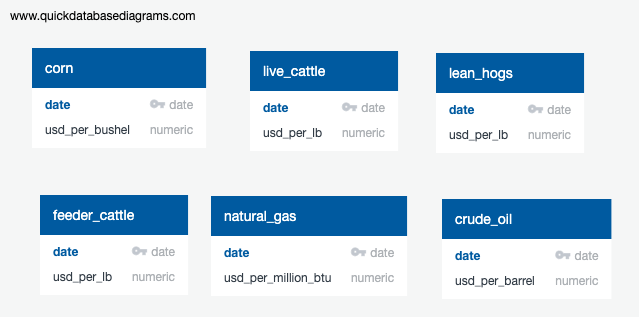 www.quickdatabasediagrams.com
corn
date date
usd_per_bushel numeric
live_cattle
date date
usd_per_lb numeric
lean_hogs
date date
usd_per_lb numeric
feeder_cattle
date date
usd_per_lb numeric
natural_gas
date date
usd_per_million_btu numeric
crude_oil
date date
usd_per_barrel numeric